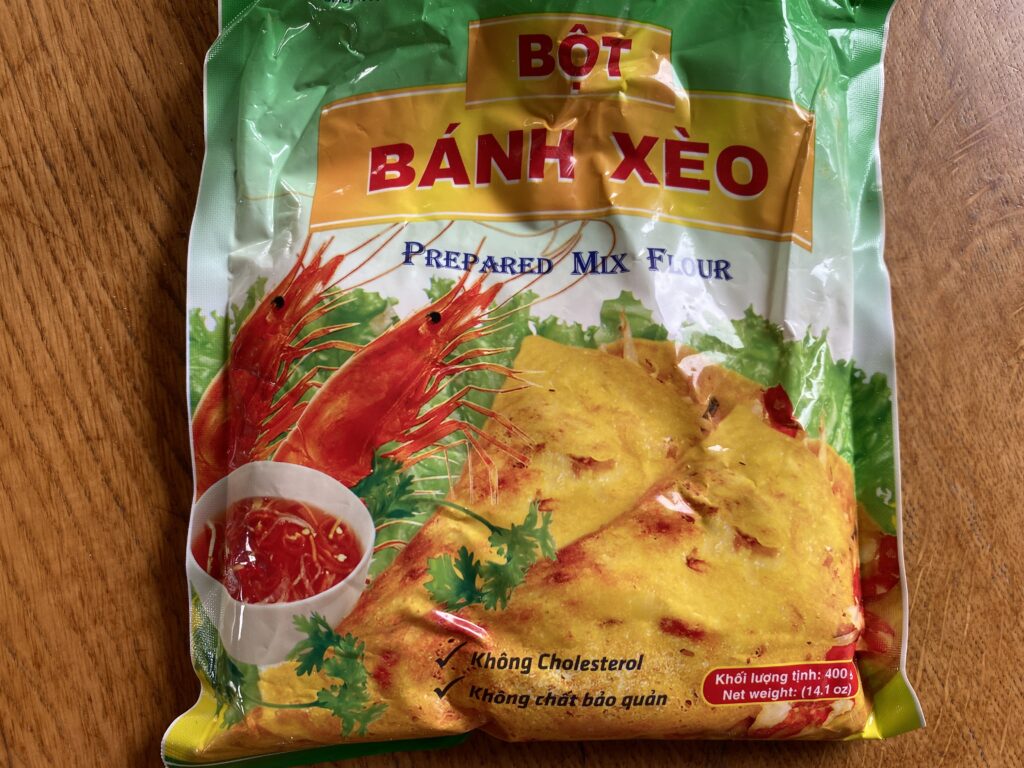 BỘT
BÁNH XÈO
PREPARED MIX FLOUR
Không Cholesterol
Không chất bảo quản
Khối lượng tịnh: 400 g
Net weight: (14.1 oz)